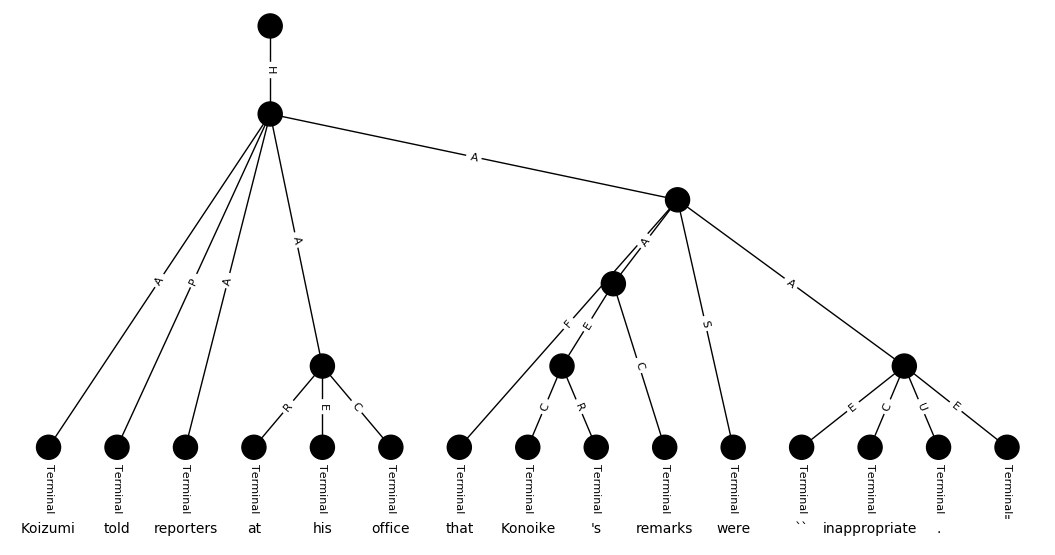 H
A
A
A
S
A
A
P
A
F
E
C
R
E
C
C
R
E
C
U
E
Terminal Terminal Terminal Terminal Terminal Terminal Terminal Terminal Terminal Terminal Terminal Terminal Terminal Terminal Terminal
Koizumi told reporters at his office that Konoike 's remarks were `` inappropriate . ''